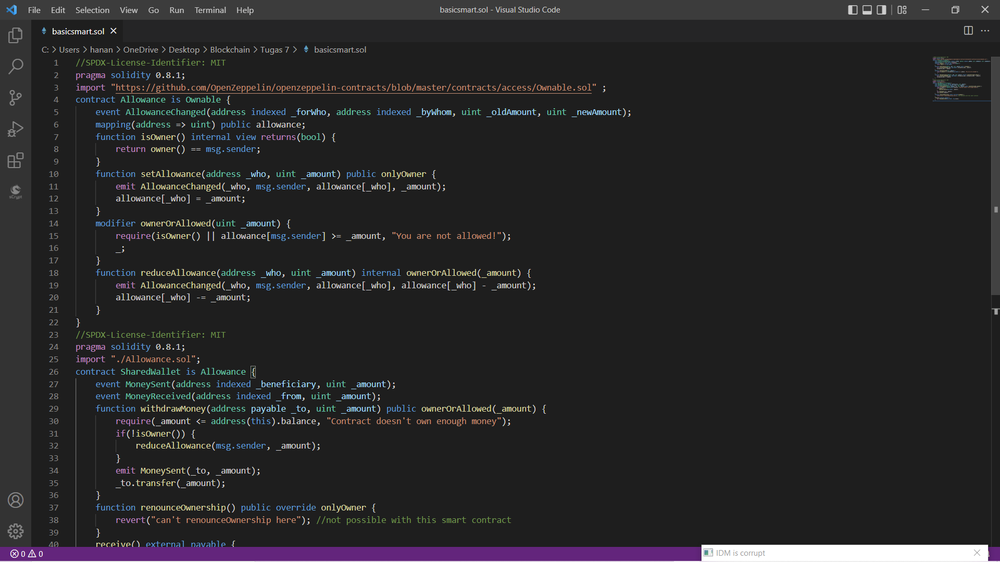 File Edit Selection View Go Run Terminal Help basicsmart.sol - Visual Studio Code
basicsmart.sol
C: > Users > hanan > OneDrive > Desktop > Blockchain > Tugas 7 > basicsmart.sol
1 //SPDX-License-Identifier: MIT
2 pragma solidity 0.8.1;
3 import "https://github.com/OpenZeppelin/openzeppelin-contracts/blob/master/contracts/access/Ownable.sol" ;
4 contract Allowance is Ownable {
5 event AllowanceChanged(address indexed _forWho, address indexed _byWhom, uint _oldAmount, uint _newAmount);
6 mapping(address => uint) public allowance;
7 function isOwner() internal view returns(bool) {
8 return owner() == msg.sender;
9 }
10 function setAllowance(address _who, uint _amount) public onlyOwner {
11 emit AllowanceChanged(_who, msg.sender, allowance[_who], _amount);
12 allowance[_who] = _amount;
13 }
14 modifier ownerOrAllowed(uint _amount) {
15 require(isOwner() || allowance[msg.sender] >= _amount, "You are not allowed!");
16 _;
17 }
18 function reduceAllowance(address _who, uint _amount) internal ownerOrAllowed(_amount) {
19 emit AllowanceChanged(_who, msg.sender, allowance[_who], allowance[_who] - _amount);
20 allowance[_who] -= _amount;
21 }
22 }
23 //SPDX-License-Identifier: MIT
24 pragma solidity 0.8.1;
25 import "./Allowance.sol";
26 contract SharedWallet is Allowance {
27 event MoneySent(address indexed _beneficiary, uint _amount);
28 event MoneyReceived(address indexed _from, uint _amount);
29 function withdrawMoney(address payable _to, uint _amount) public ownerOrAllowed(_amount) {
30 require(_amount <= address(this).balance, "Contract doesn't own enough money");
31 if(!isOwner()) {
32 reduceAllowance(msg.sender, _amount);
33 }
34 emit MoneySent(_to, _amount);
35 _to.transfer(_amount);
36 }
37 function renounceOwnership() public override onlyOwner {
38 revert("can't renounceOwnership here"); //not possible with this smart contract
39 }
40 receive() external payable {
sCrypt
0 0
IDM is corrupt